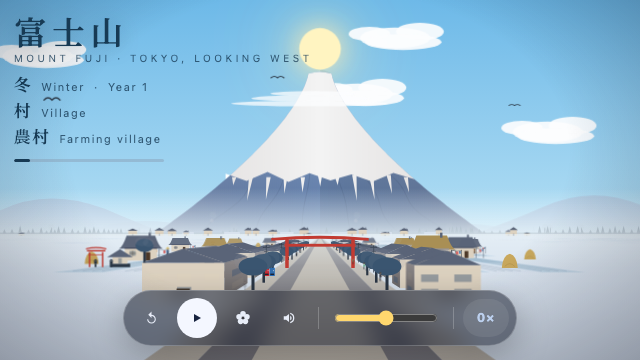 富士山
MOUNT FUJI · TOKYO, LOOKING WEST
冬 Winter · Year 1
村 Village
農村 Farming village
0×